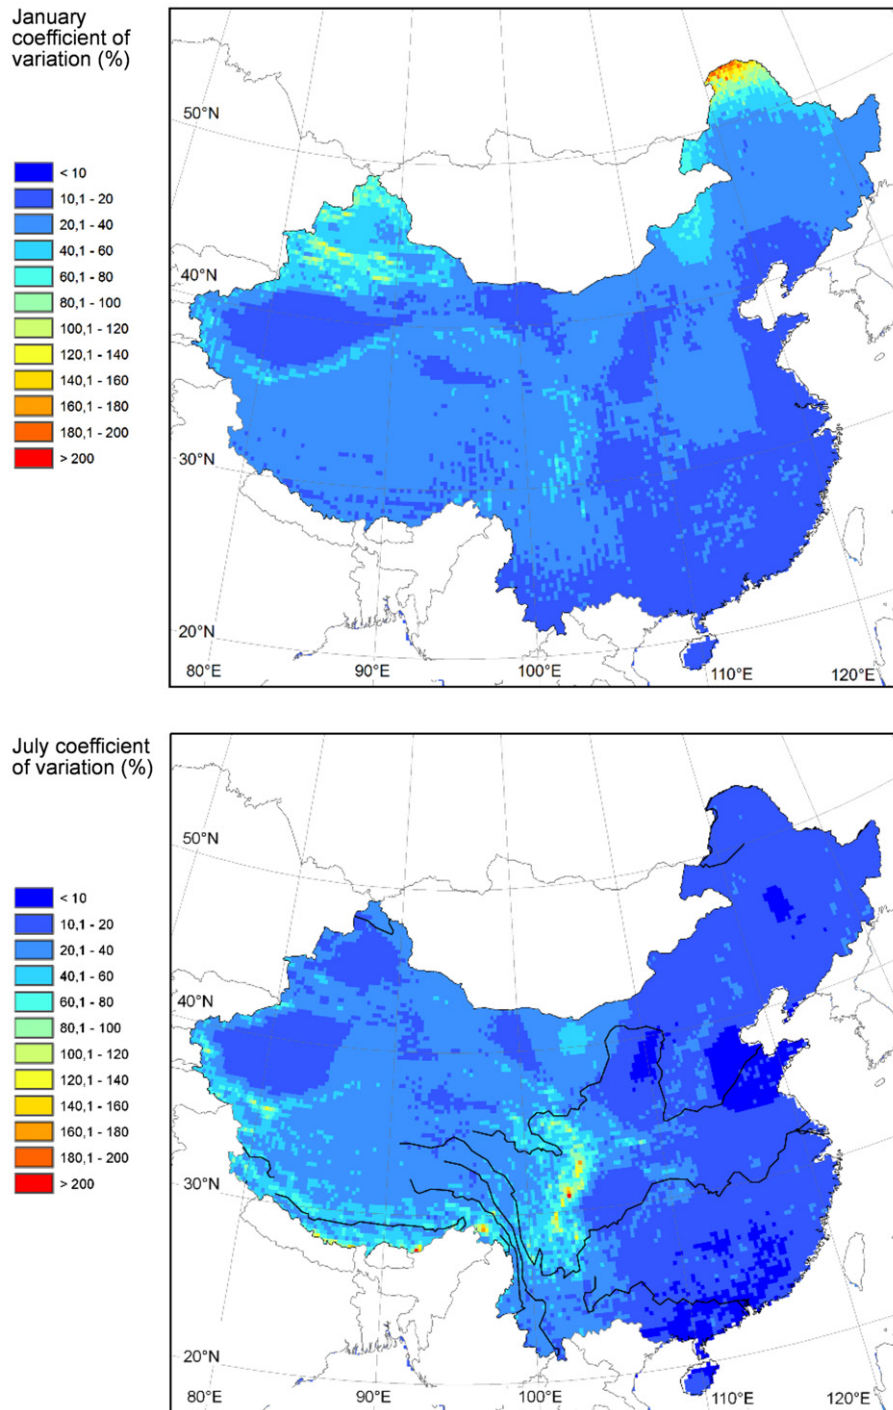 January
coefficient of
variation (%)
< 10
10,1 - 20
20,1 - 40
40,1 - 60
60,1 - 80
80,1 - 100
100,1 - 120
120,1 - 140
140,1 - 160
160,1 - 180
180,1 - 200
> 200
50°N
40°N
30°N
20°N
80°E 90°E 100°E 110°E 120°E
July coefficient
of variation (%)
< 10
10,1 - 20
20,1 - 40
40,1 - 60
60,1 - 80
80,1 - 100
100,1 - 120
120,1 - 140
140,1 - 160
160,1 - 180
180,1 - 200
> 200
50°N
40°N
30°N
20°N
80°E 90°E 100°E 110°E 120°E